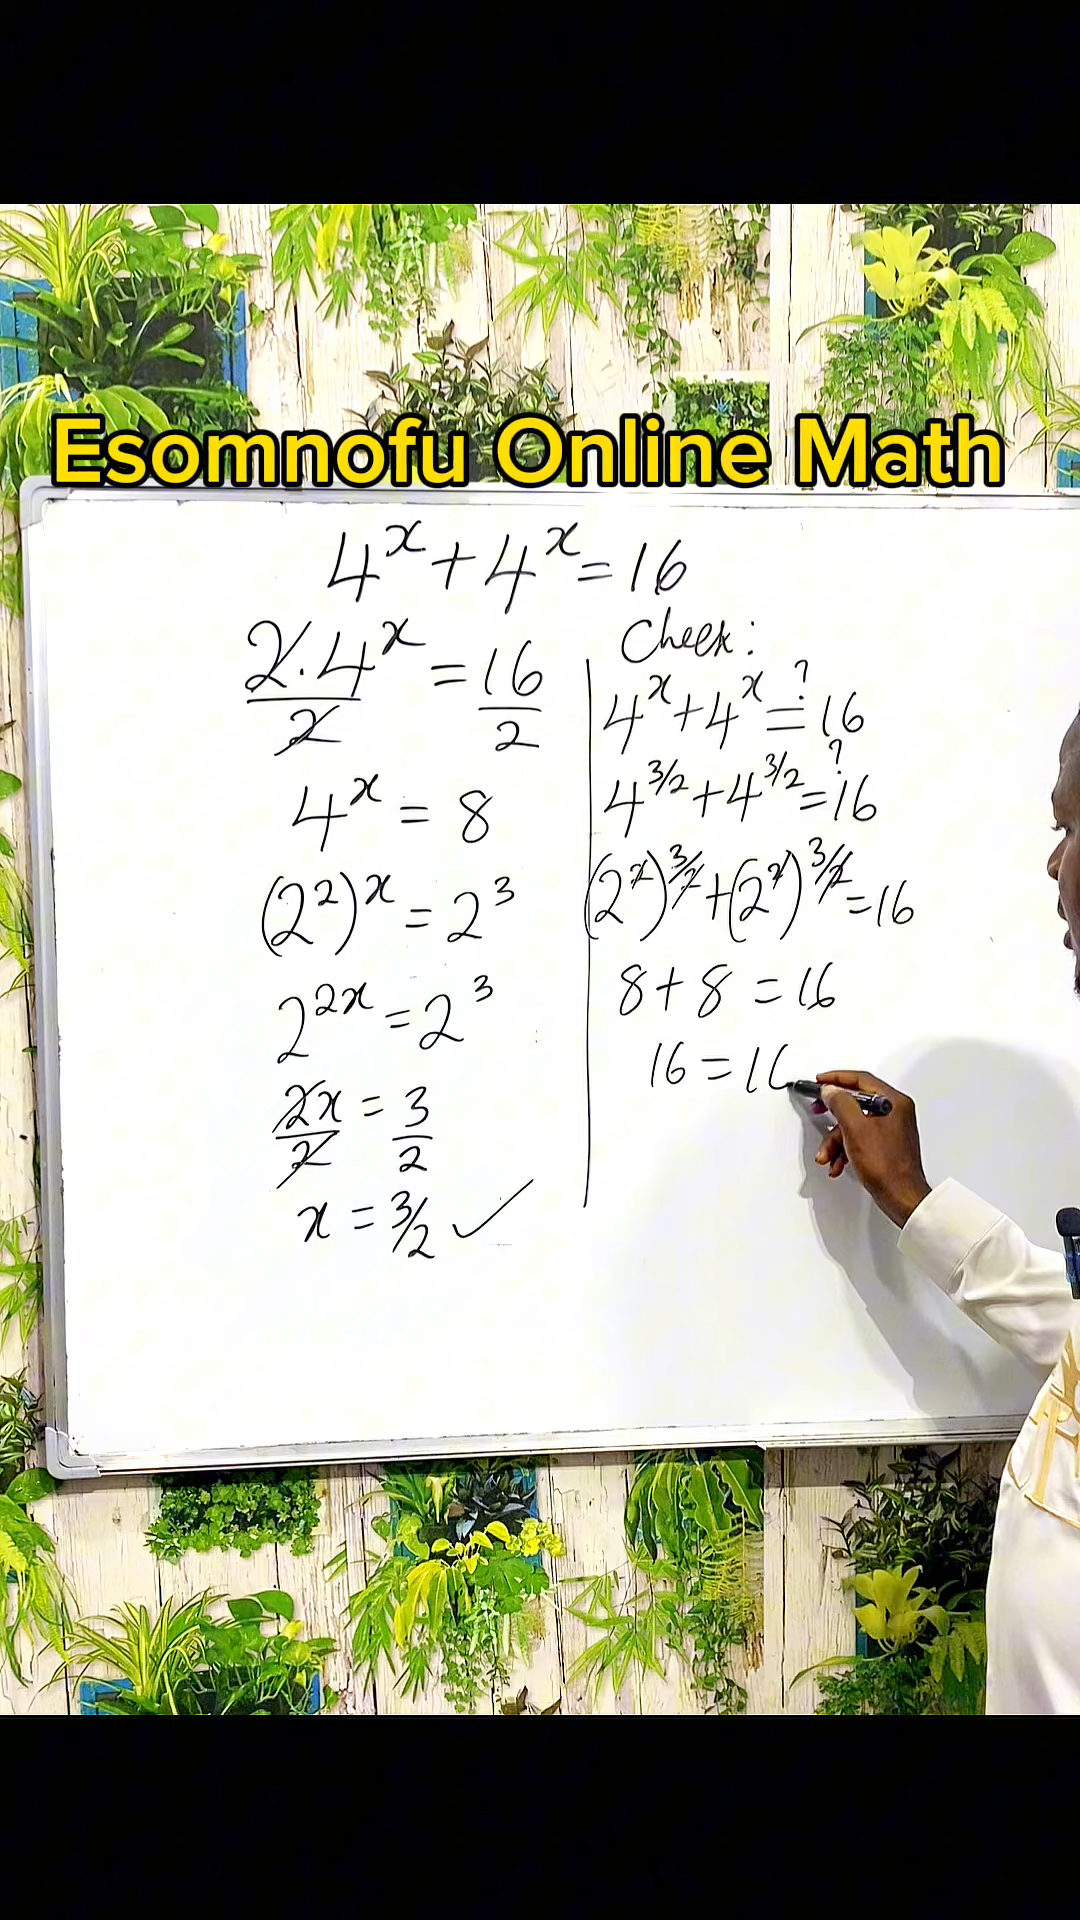 Esomnofu Online Math
4^x + 4^x = 16
2·4^x/2 = 16/2
4^x = 8
(2^2)^x = 2^3
2^2x = 2^3
2x/2 = 3/2
x = 3/2 ✓
Check:
4^x + 4^x ?= 16
4^3/2 + 4^3/2 ?= 16
(2^2)^3/2 + (2^2)^3/2 = 16
8 + 8 = 16
16 = 16